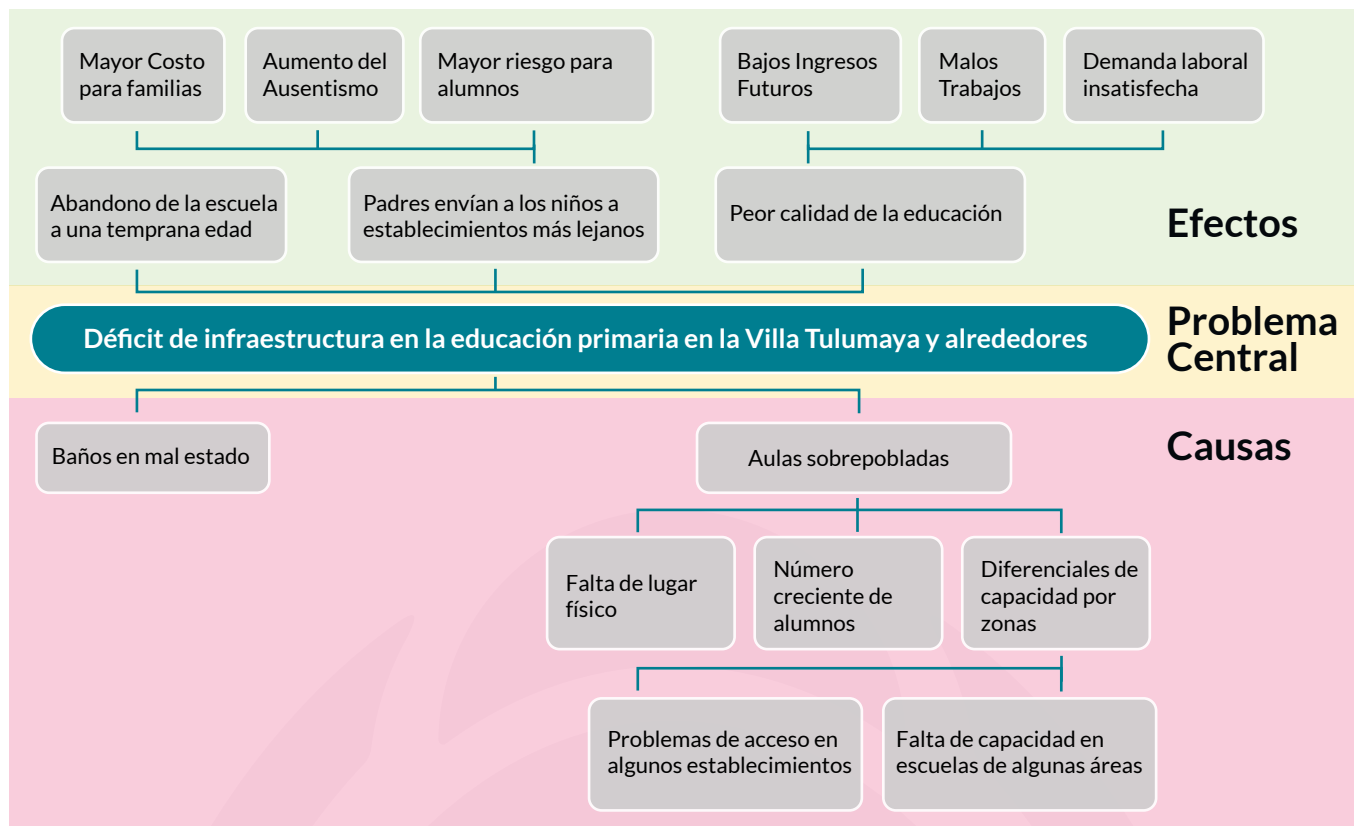 Mayor Costo
para familias
Aumento del
Ausentismo
Mayor riesgo para
alumnos
Bajos Ingresos
Futuros
Malos
Trabajos
Demanda laboral
insatisfecha
Abandono de la escuela
a una temprana edad
Padres envían a los niños a
establecimientos más lejanos
Peor calidad de la educación
Efectos
Déficit de infraestructura en la educación primaria en la Villa Tulumaya y alrededores
Problema
Central
Baños en mal estado
Aulas sobrepobladas
Causas
Falta de lugar
físico
Número
creciente de
alumnos
Diferenciales de
capacidad por
zonas
Problemas de acceso en
algunos establecimientos
Falta de capacidad en
escuelas de algunas áreas